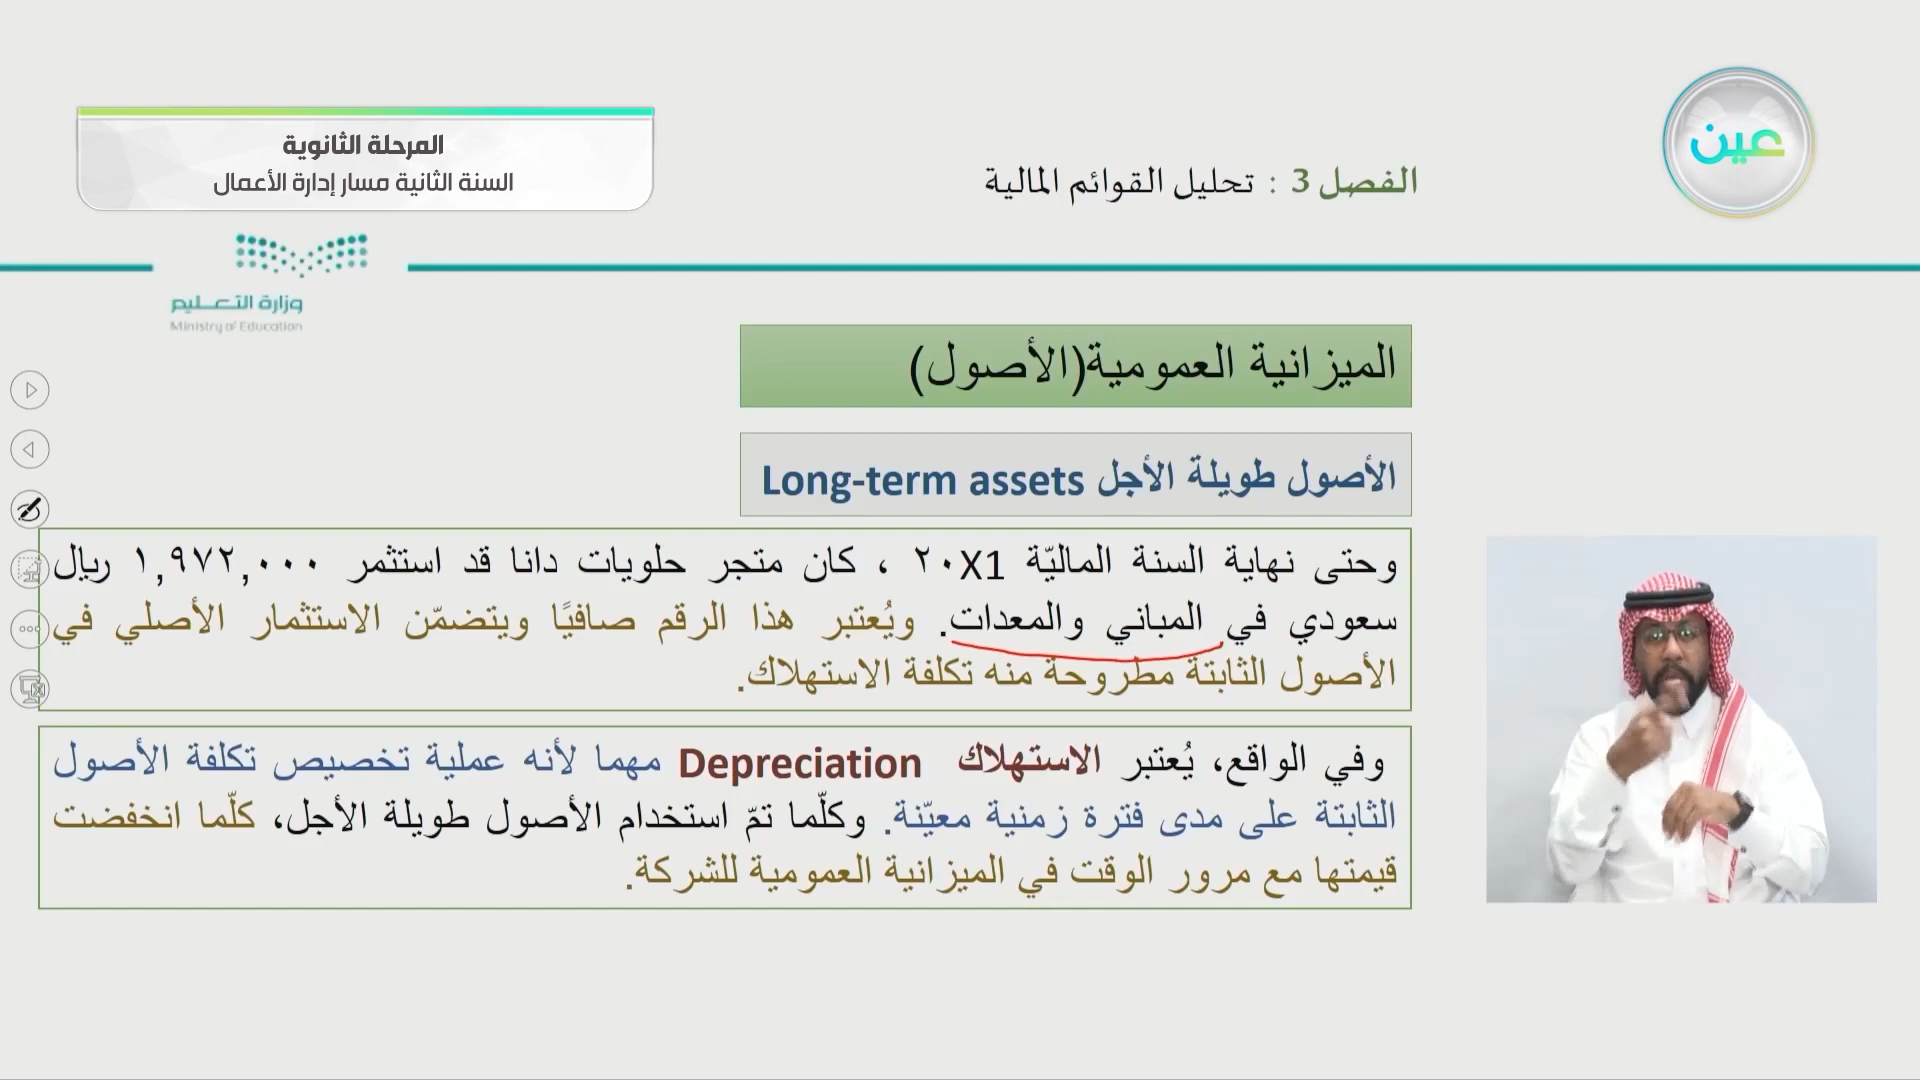 عين
المرحلة الثانوية
السنة الثانية مسار إدارة الأعمال
الفصل 3 : تحليل القوائم المالية
وزارة التعليم
Ministry of Education
الميزانية العمومية(الأصول)
الأصول طويلة الأجل Long-term assets
وحتى نهاية السنة الماليّة ٢٠X1 ، كان متجر حلويات دانا قد استثمر ١,٩٧٢,٠٠٠ ريال
سعودي في المباني والمعدات. ويُعتبر هذا الرقم صافيًا ويتضمّن الاستثمار الأصلي في
الأصول الثابتة مطروحة منه تكلفة الاستهلاك.
وفي الواقع، يُعتبر الاستهلاك Depreciation مهما لأنه عملية تخصيص تكلفة الأصول
الثابتة على مدى فترة زمنية معيّنة. وكلّما تمّ استخدام الأصول طويلة الأجل، كلّما انخفضت
قيمتها مع مرور الوقت في الميزانية العمومية للشركة.